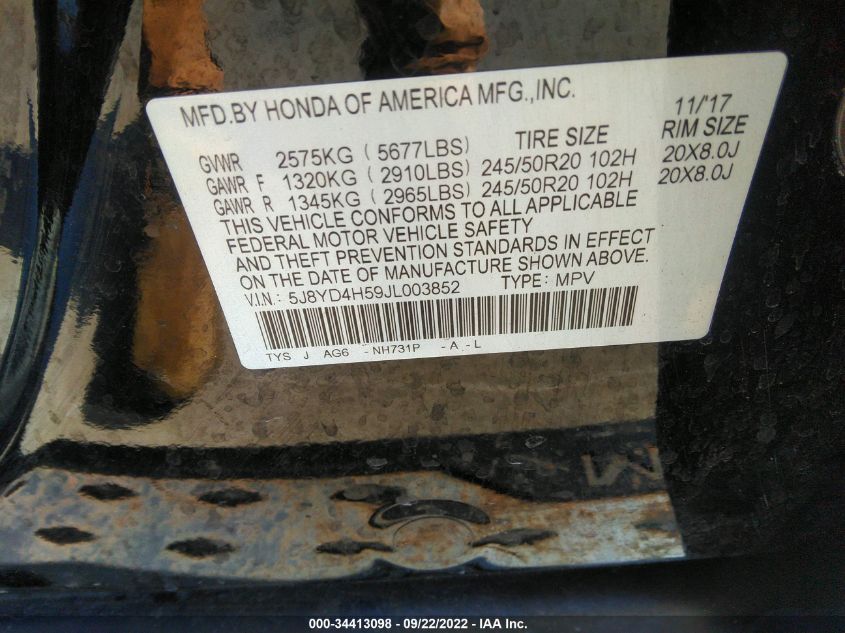 MFD.BY HONDA OF AMERICA MFG.,INC. 11/'17
GVWR 2575KG (5677LBS) TIRE SIZE RIM SIZE
GAWR F 1320KG (2910LBS) 245/50R20 102H 20X8.0J
GAWR R 1345KG (2965LBS) 245/50R20 102H 20X8.0J
THIS VEHICLE CONFORMS TO ALL APPLICABLE
FEDERAL MOTOR VEHICLE SAFETY
AND THEFT PREVENTION STANDARDS IN EFFECT
ON THE DATE OF MANUFACTURE SHOWN ABOVE.
V.I.N.: 5J8YD4H59JL003852 TYPE: MPV
TYS J AG6 - NH731P - A - L
000-34413098 - 09/22/2022 - IAA Inc.